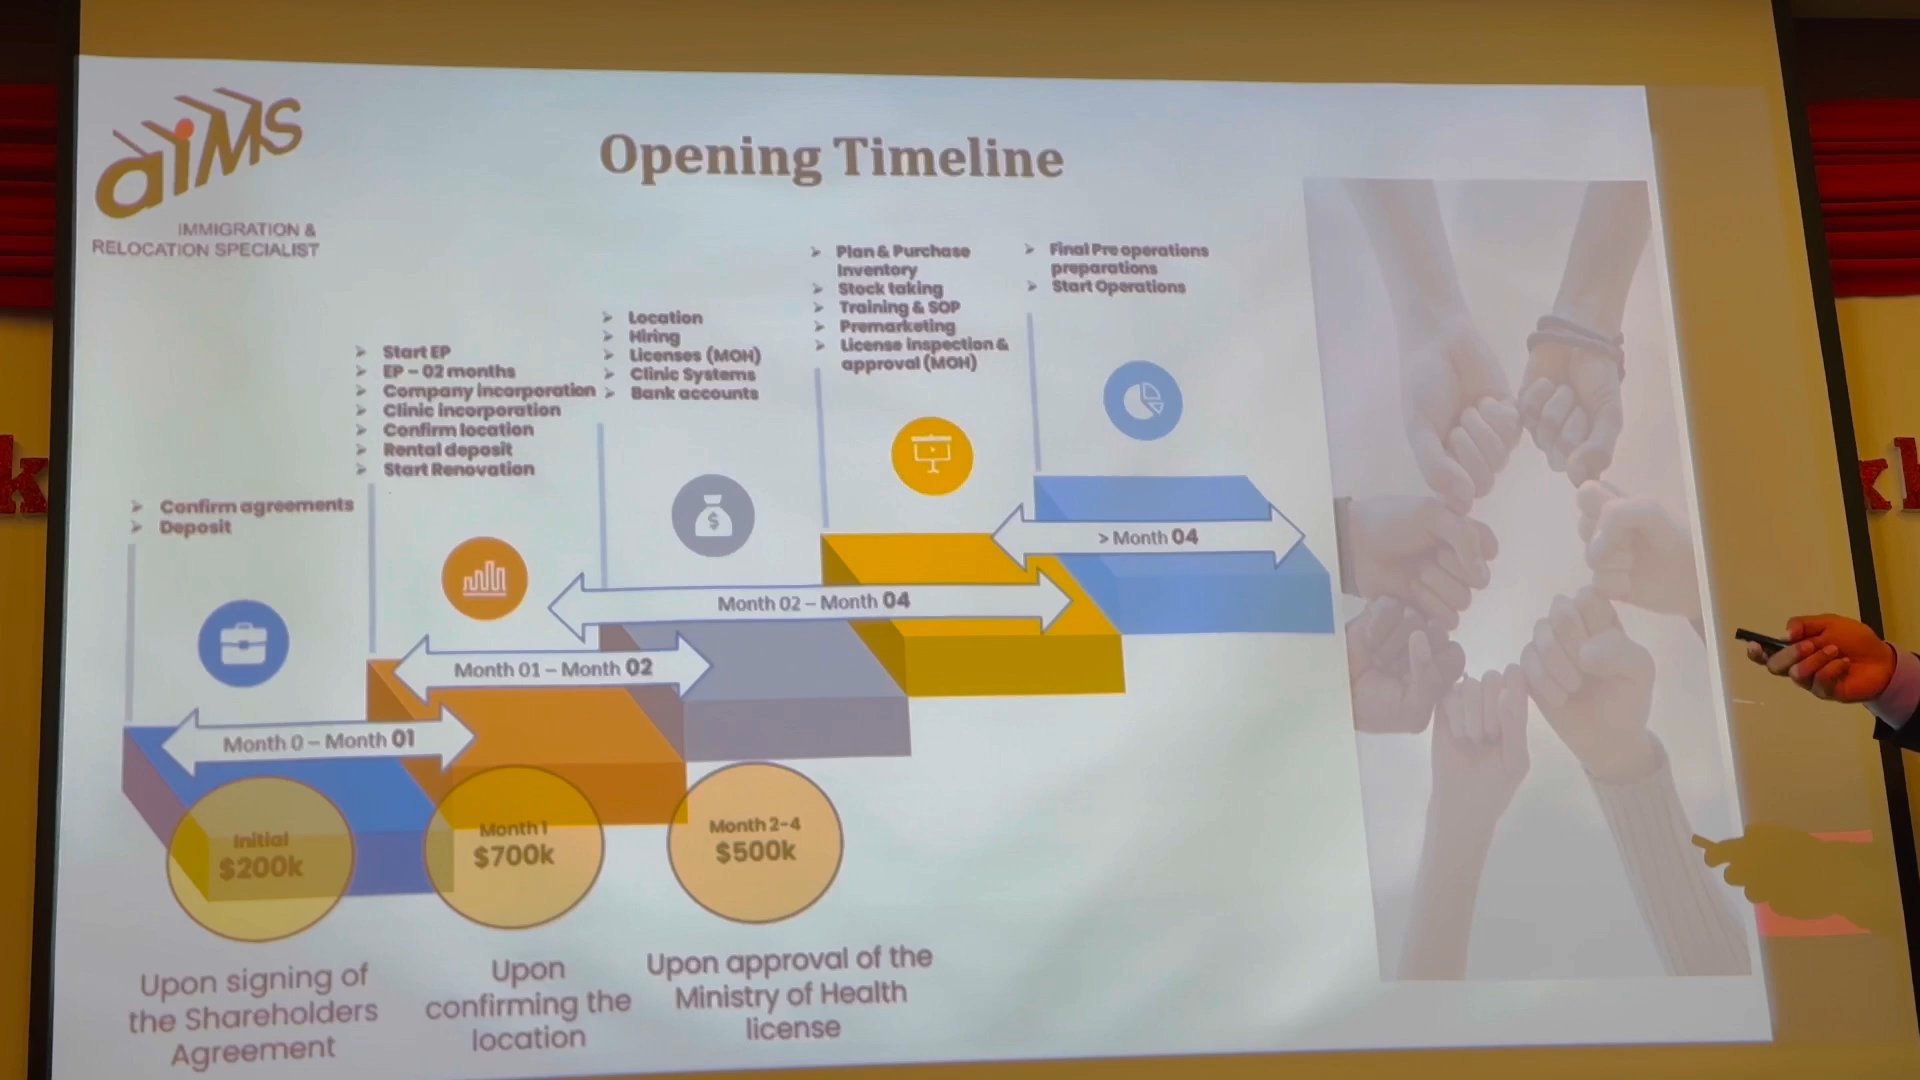 aiMS
IMMIGRATION &
RELOCATION SPECIALIST
Opening Timeline
Confirm agreements
Deposit
Start EP
EP – 02 months
Company incorporation
Clinic incorporation
Confirm location
Rental deposit
Start Renovation
Location
Hiring
Licenses (MOH)
Clinic Systems
Bank accounts
Plan & Purchase
Inventory
Stock taking
Training & SOP
Premarketing
License inspection &
approval (MOH)
Final Pre operations
preparations
Start Operations
Month 0 – Month 01
Month 01 – Month 02
Month 02 – Month 04
> Month 04
Initial
$200k
Month 1
$700k
Month 2-4
$500k
Upon signing of
the Shareholders
Agreement
Upon
confirming the
location
Upon approval of the
Ministry of Health
license